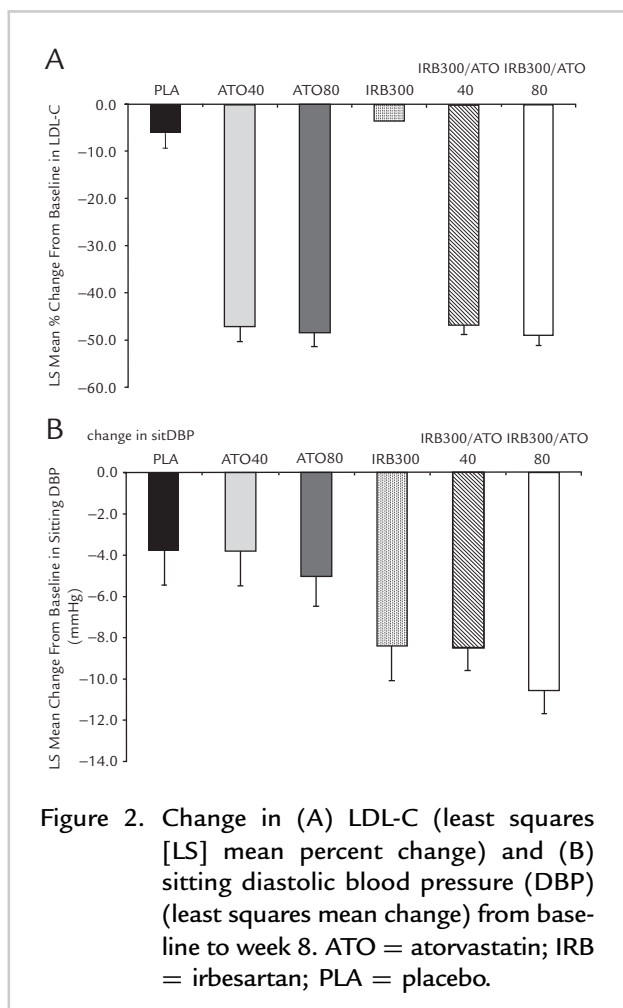 A
IRB300/ATO IRB300/ATO
PLA ATO40 ATO80 IRB300 40 80
0.0
−10.0
−20.0
−30.0
−40.0
−50.0
−60.0
LS Mean % Change From Baseline in LDL-C
B
change in sitDBP
IRB300/ATO IRB300/ATO
PLA ATO40 ATO80 IRB300 40 80
0.0
−2.0
−4.0
−6.0
−8.0
−10.0
−12.0
−14.0
LS Mean Change From Baseline in Sitting DBP
(mmHg)
Figure 2. Change in (A) LDL-C (least squares
[LS] mean percent change) and (B)
sitting diastolic blood pressure (DBP)
(least squares mean change) from base-
line to week 8. ATO = atorvastatin; IRB
= irbesartan; PLA = placebo.